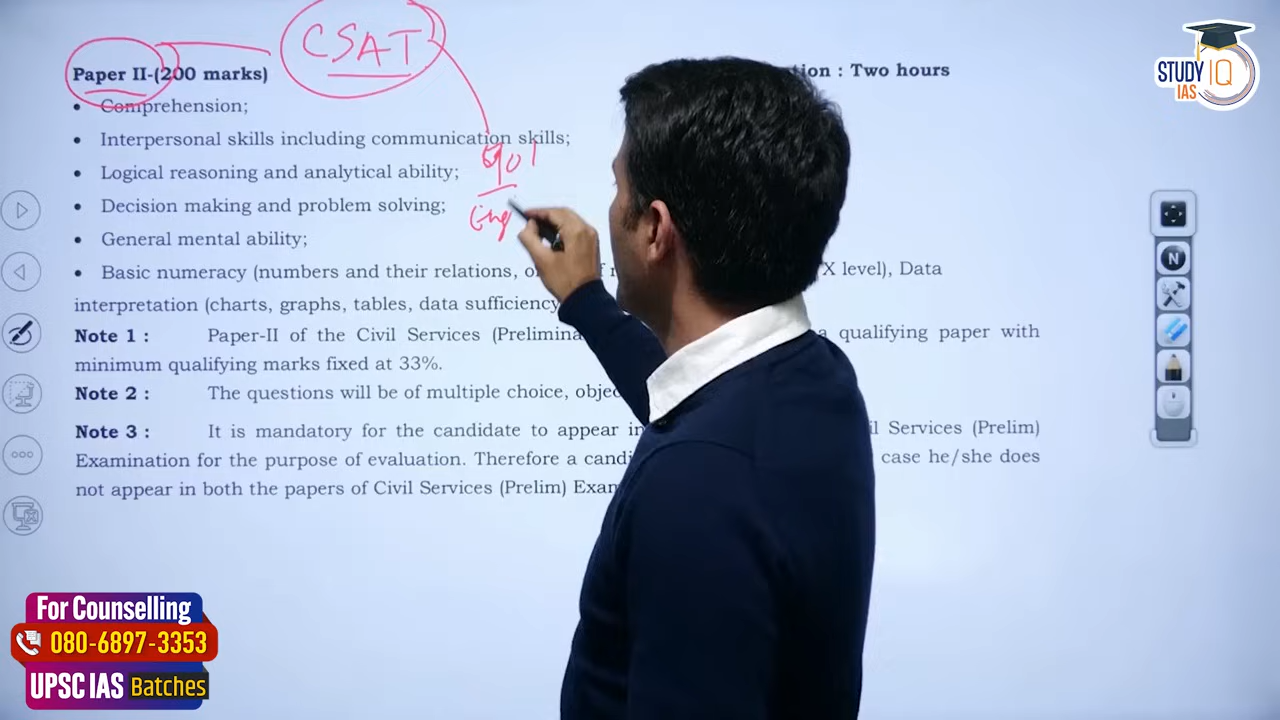 CSAT
Paper II-(200 marks)
tion : Two hours
STUDY IQ
IAS
• Comprehension;
• Interpersonal skills including communication skills;
• Logical reasoning and analytical ability;
• Decision making and problem solving;
• General mental ability;
• Basic numeracy (numbers and their relations, X level), Data
interpretation (charts, graphs, tables, data sufficiency
Note 1 : Paper-II of the Civil Services (Prelimina a qualifying paper with
minimum qualifying marks fixed at 33%.
Note 2 : The questions will be of multiple choice, objec
Note 3 : It is mandatory for the candidate to appear in il Services (Prelim)
Examination for the purpose of evaluation. Therefore a candi case he/she does
not appear in both the papers of Civil Services (Prelim) Exam
N
For Counselling
080-6897-3353
UPSC IAS Batches